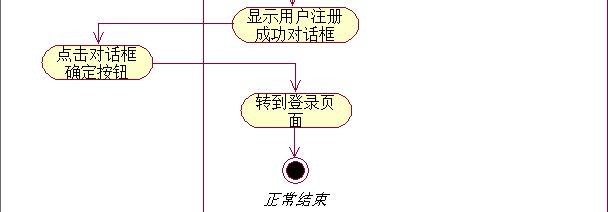 显示用户注册
成功对话框
点击对话框
确定按钮
转到登录页
面
正常结束